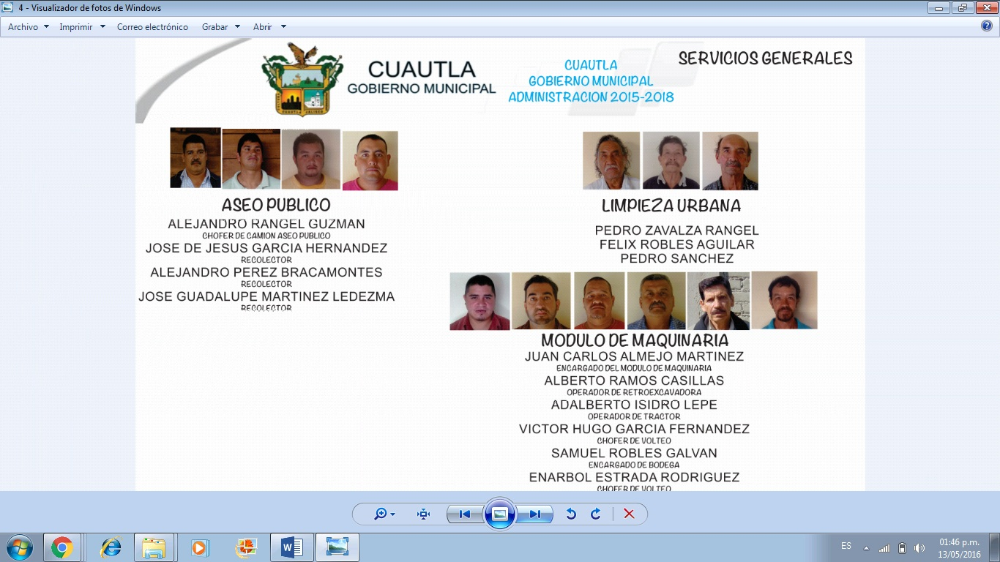 4 - Visualizador de fotos de Windows
Archivo Imprimir Correo electrónico Grabar Abrir
CUAUTLA
GOBIERNO MUNICIPAL
CUAUTLA
GOBIERNO MUNICIPAL
ADMINISTRACION 2015-2018
SERVICIOS GENERALES
CUAUTLA JALISCO
ASEO PUBLICO
ALEJANDRO RANGEL GUZMAN
CHOFER DE CAMION ASEO PUBLICO
JOSE DE JESUS GARCIA HERNANDEZ
RECOLECTOR
ALEJANDRO PEREZ BRACAMONTES
RECOLECTOR
JOSE GUADALUPE MARTINEZ LEDEZMA
RECOLECTOR
LIMPIEZA URBANA
PEDRO ZAVALZA RANGEL
FELIX ROBLES AGUILAR
PEDRO SANCHEZ
MODULO DE MAQUINARIA
JUAN CARLOS ALMEJO MARTINEZ
ENCARGADO DEL MODULO DE MAQUINARIA
ALBERTO RAMOS CASILLAS
OPERADOR DE RETROEXCAVADORA
ADALBERTO ISIDRO LEPE
OPERADOR DE TRACTOR
VICTOR HUGO GARCIA FERNANDEZ
CHOFER DE VOLTEO
SAMUEL ROBLES GALVAN
ENCARGADO DE BODEGA
ENARBOL ESTRADA RODRIGUEZ
CHOFER DE VOLTEO
ES
01:46 p.m.
13/05/2016